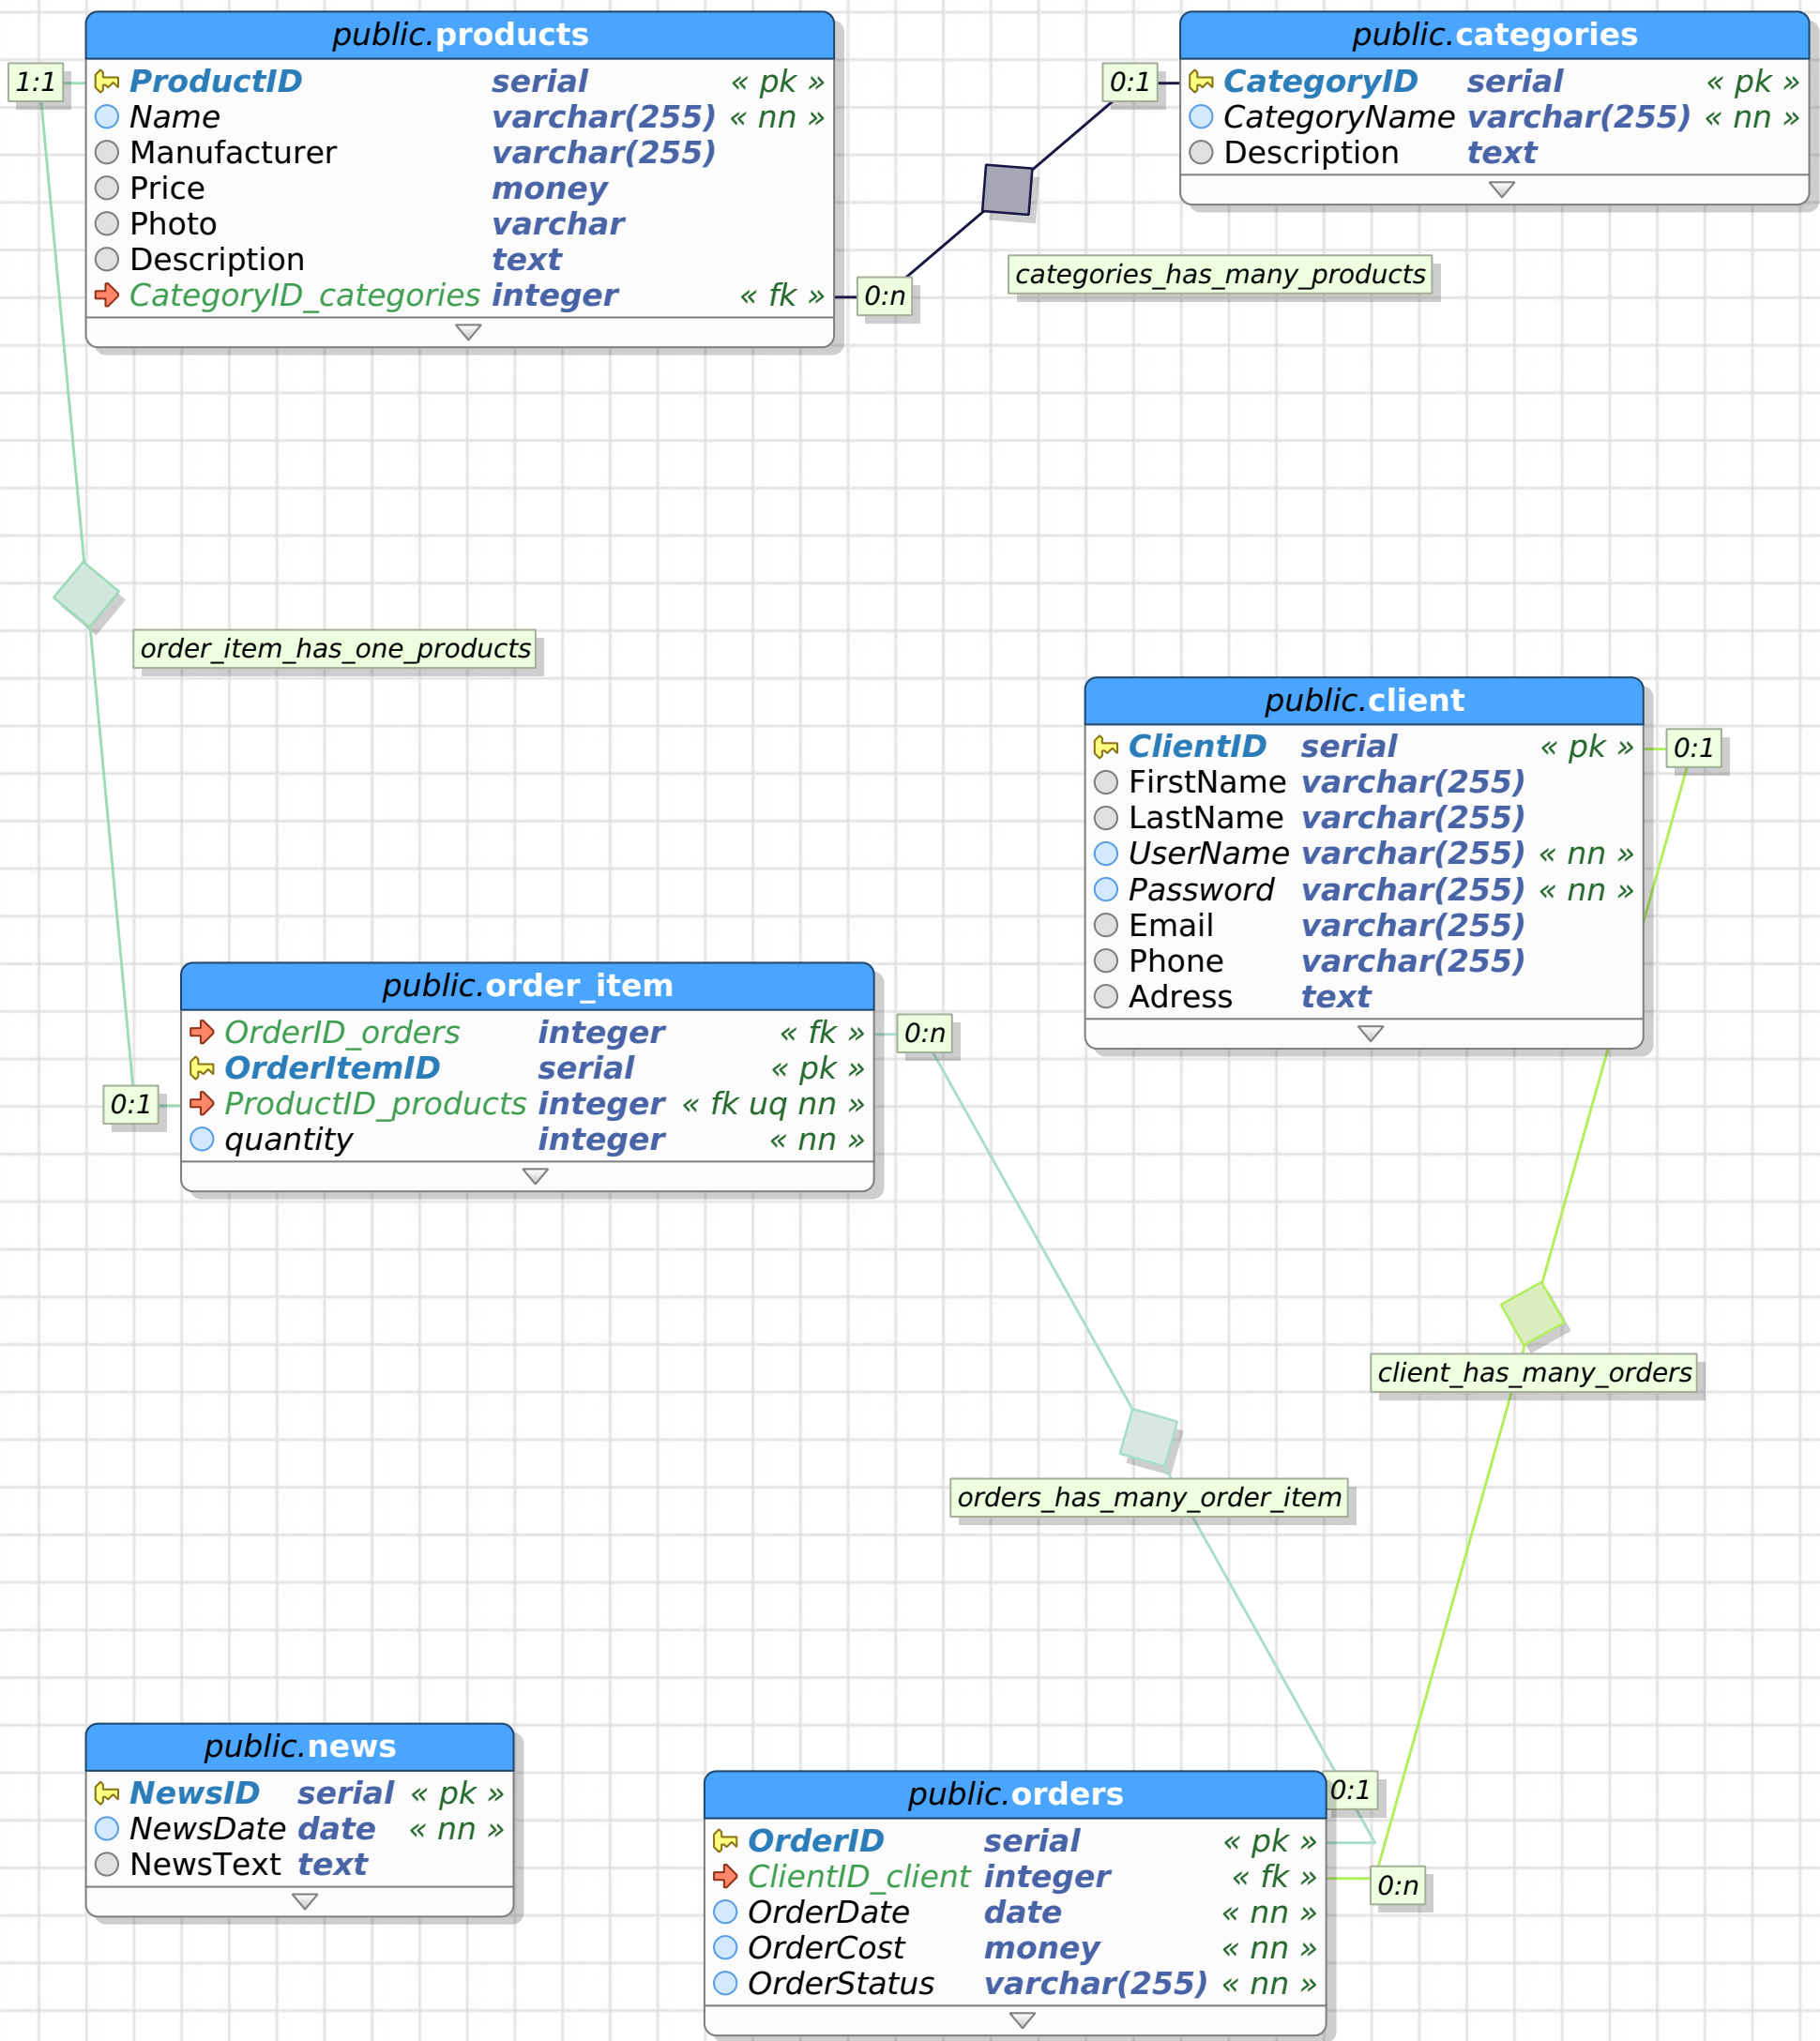 public.products
1:1 ProductID serial « pk »
Name varchar(255) « nn »
Manufacturer varchar(255)
Price money
Photo varchar
Description text
CategoryID_categories integer « fk » 0:n
public.categories
0:1 CategoryID serial « pk »
CategoryName varchar(255) « nn »
Description text
categories_has_many_products
order_item_has_one_products
public.client
ClientID serial « pk » 0:1
FirstName varchar(255)
LastName varchar(255)
UserName varchar(255) « nn »
Password varchar(255) « nn »
Email varchar(255)
Phone varchar(255)
Adress text
public.order_item
OrderID_orders integer « fk » 0:n
OrderItemID serial « pk »
0:1 ProductID_products integer « fk uq nn »
quantity integer « nn »
client_has_many_orders
orders_has_many_order_item
public.news
NewsID serial « pk »
NewsDate date « nn »
NewsText text
public.orders
0:1
OrderID serial « pk »
ClientID_client integer « fk » 0:n
OrderDate date « nn »
OrderCost money « nn »
OrderStatus varchar(255) « nn »